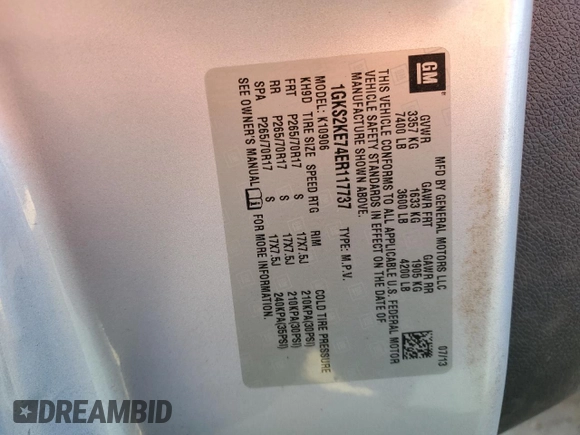 GM
MFD BY GENERAL MOTORS LLC 07/13
GVWR GAWR FRT GAWR RR
3357 KG 1633 KG 1905 KG
7400 LB 3600 LB 4200 LB
THIS VEHICLE CONFORMS TO ALL APPLICABLE U.S. FEDERAL MOTOR
VEHICLE SAFETY STANDARDS IN EFFECT ON THE DATE OF
MANUFACTURE SHOWN ABOVE.
1GKS2KE74ER117737 TYPE: M.P.V.
MODEL: K10906
KH9D TIRE SIZE SPEED RTG RIM COLD TIRE PRESSURE
FRT P265/70R17 S 17X7.5J 210KPA(30PSI)
RR P265/70R17 S 17X7.5J 210KPA(30PSI)
SPA P265/70R17 S 17X7.5J 240KPA(35PSI)
SEE OWNER'S MANUAL FOR MORE INFORMATION.
DREAMBID